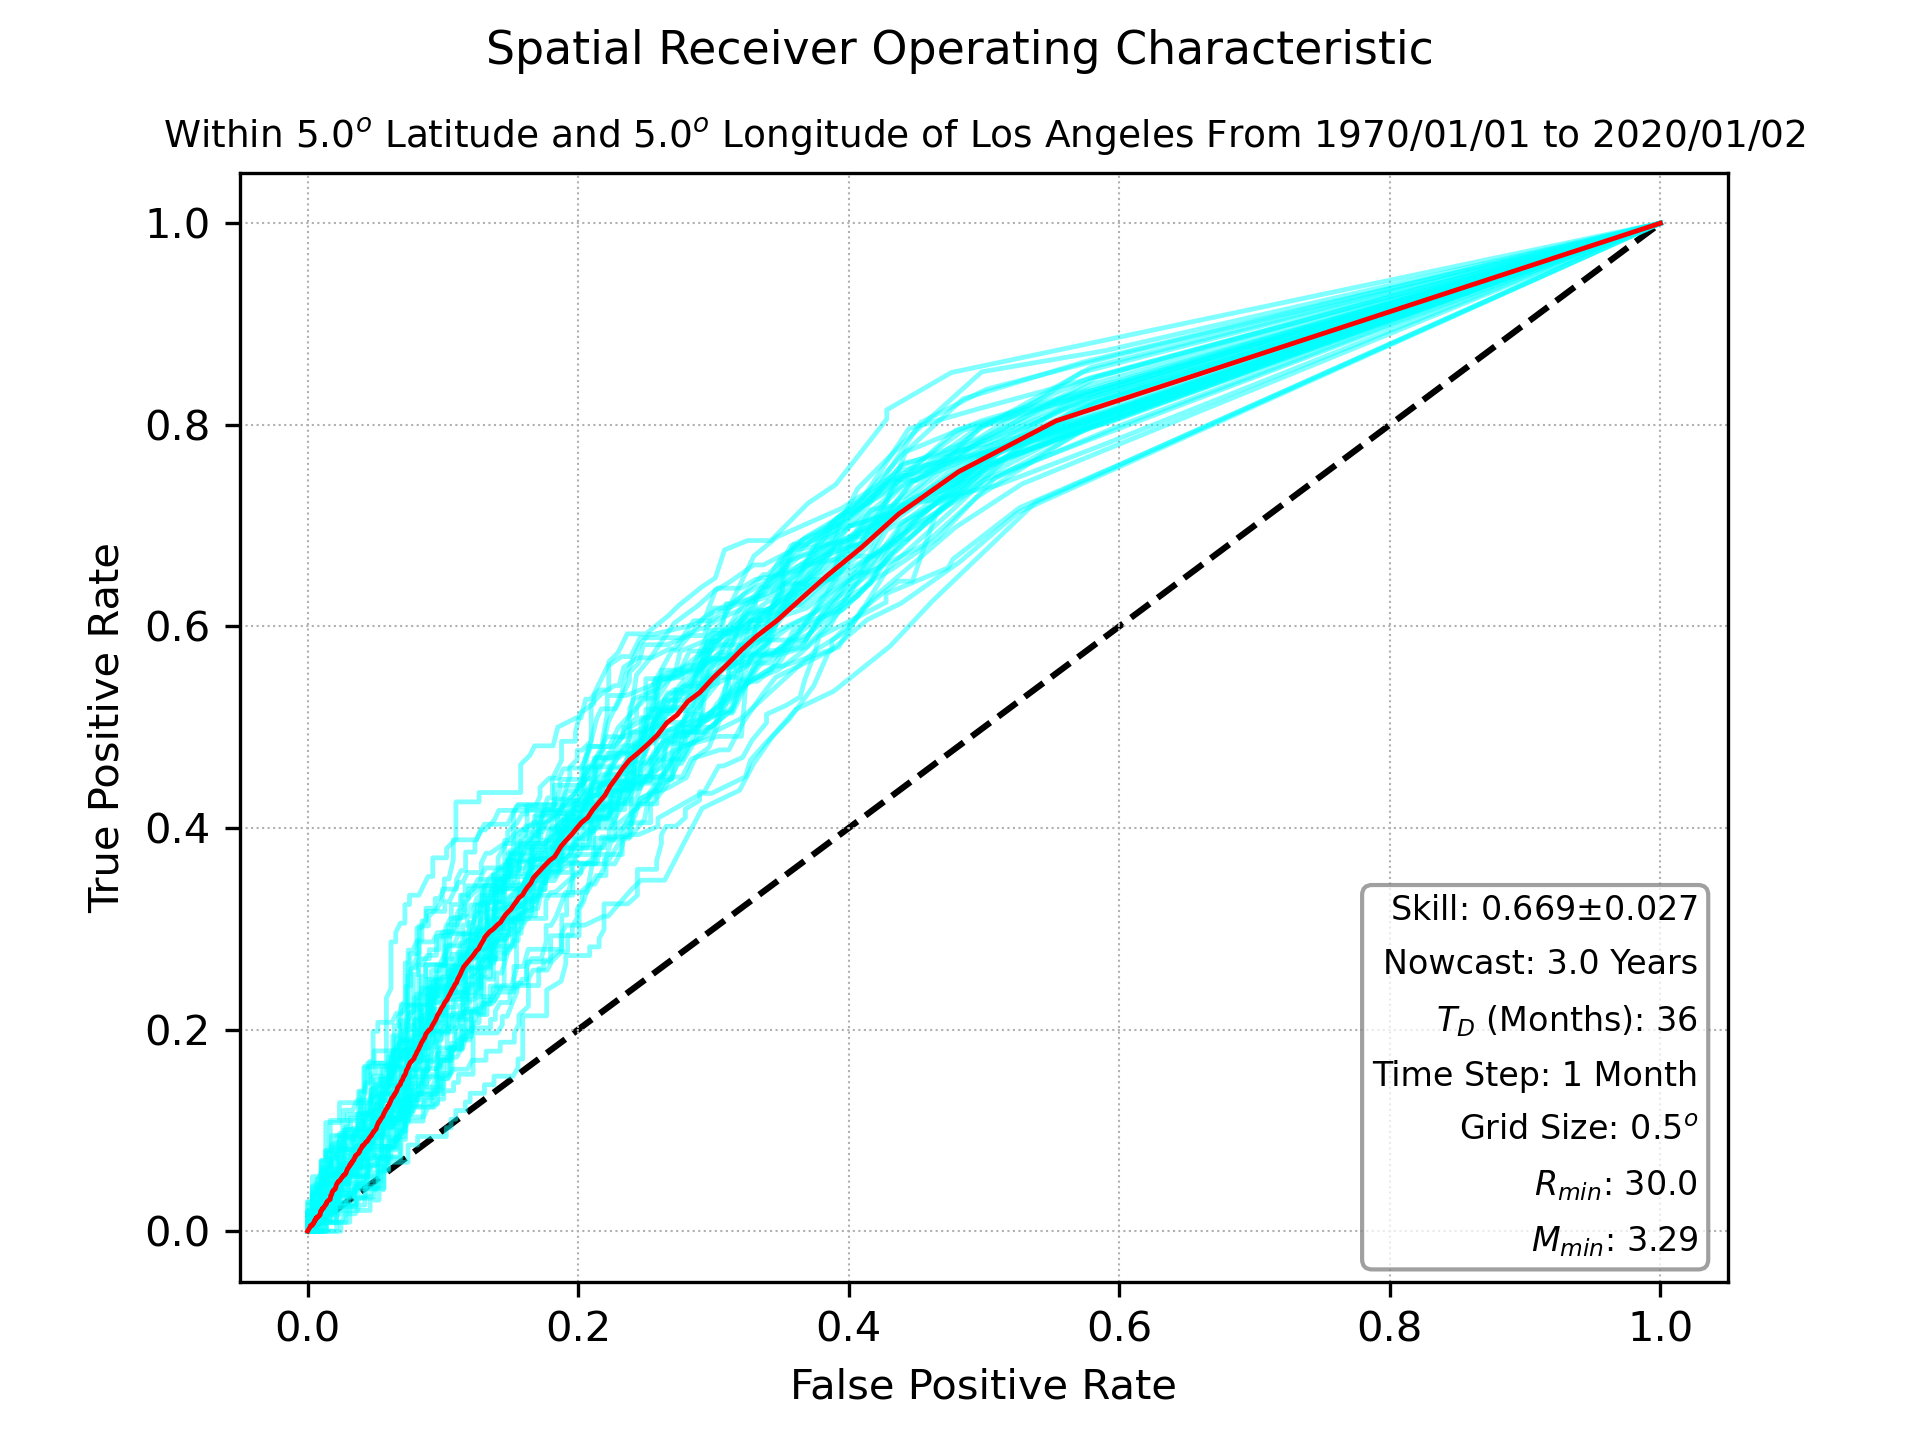 Spatial Receiver Operating Characteristic
Within 5.0° Latitude and 5.0° Longitude of Los Angeles From 1970/01/01 to 2020/01/02
1.0
0.8
0.6
0.4
0.2
0.0
True Positive Rate
Skill: 0.669±0.027
Nowcast: 3.0 Years
T_D (Months): 36
Time Step: 1 Month
Grid Size: 0.5°
R_min: 30.0
M_min: 3.29
0.0 0.2 0.4 0.6 0.8 1.0
False Positive Rate